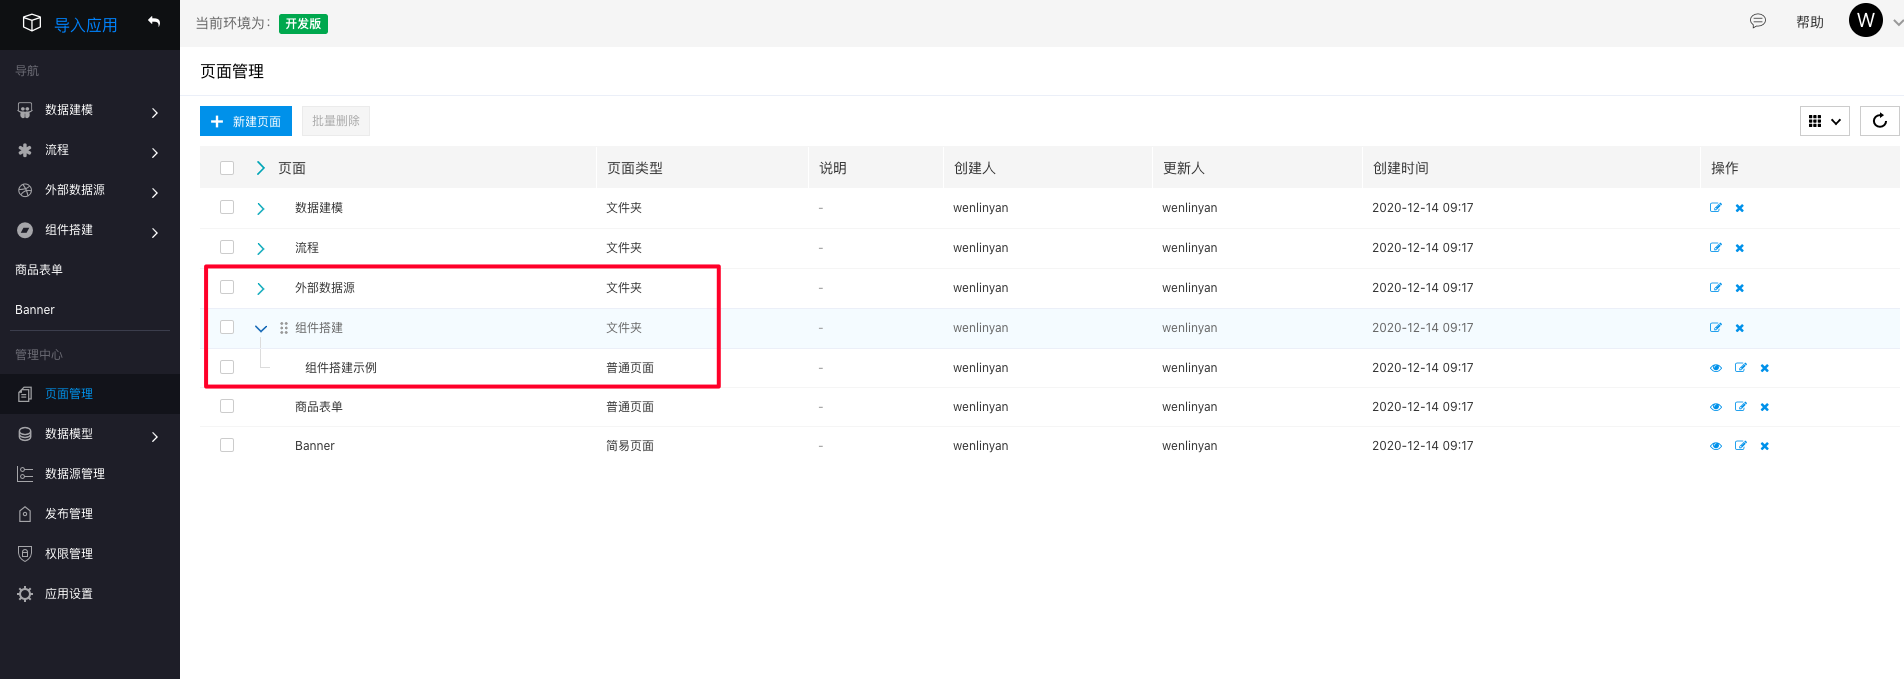 导入应用
当前环境为: 开发版
帮助 W
导航
数据建模
流程
外部数据源
组件搭建
商品表单
Banner
管理中心
页面管理
数据模型
数据源管理
发布管理
权限管理
应用设置
页面管理
新建页面 批量删除
页面 页面类型 说明 创建人 更新人 创建时间 操作
数据建模 文件夹 - wenlinyan wenlinyan 2020-12-14 09:17
流程 文件夹 - wenlinyan wenlinyan 2020-12-14 09:17
外部数据源 文件夹 - wenlinyan wenlinyan 2020-12-14 09:17
组件搭建 文件夹 - wenlinyan wenlinyan 2020-12-14 09:17
组件搭建示例 普通页面 - wenlinyan wenlinyan 2020-12-14 09:17
商品表单 普通页面 - wenlinyan wenlinyan 2020-12-14 09:17
Banner 简易页面 - wenlinyan wenlinyan 2020-12-14 09:17